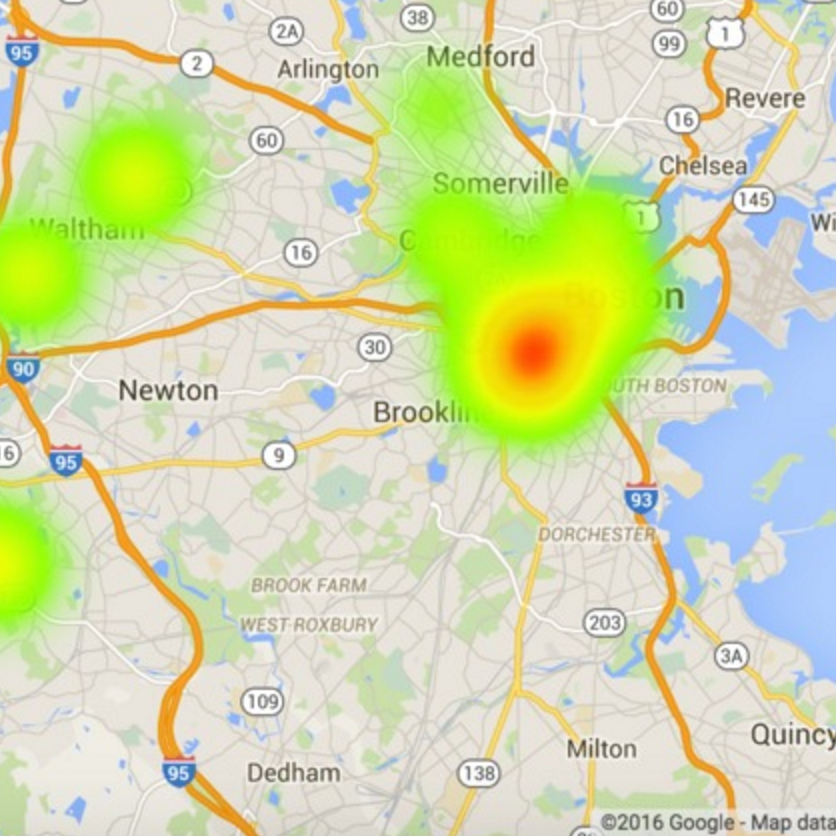 38
60
2A
1
95
99
Medford
2
Arlington
Revere
16
60
Chelsea
Somerville
145
1
Waltham
Cambridge
Wi
16
Boston
30
90
OUTH BOSTON
Newton
Brooklin
9
16
95
93
DORCHESTER
BROOK FARM
WEST ROXBURY
203
3A
109
Quincy
Milton
95
Dedham
138
©2016 Google - Map data